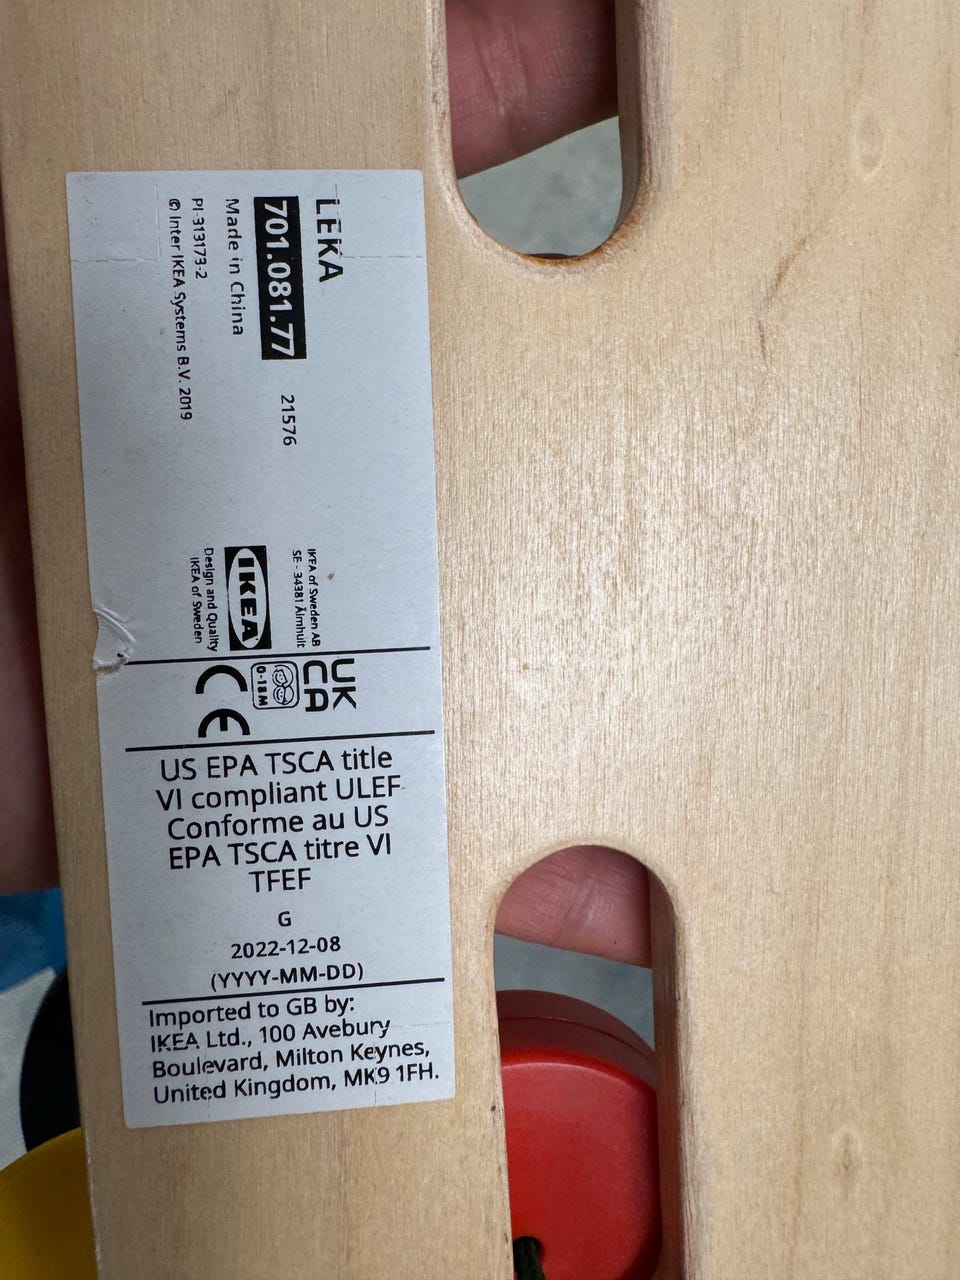 LEKA
701.081.77
21576
Made in China
PI-313173-2
© Inter IKEA Systems B.V. 2019
IKEA of Sweden AB
SE - 34381 Älmhult
IKEA
Design and Quality
IKEA of Sweden
UK
CA
0-18M
CE
US EPA TSCA title
VI compliant ULEF
Conforme au US
EPA TSCA titre VI
TFEF
G
2022-12-08
(YYYY-MM-DD)
Imported to GB by:
IKEA Ltd., 100 Avebury
Boulevard, Milton Keynes,
United Kingdom, MK9 1FH.